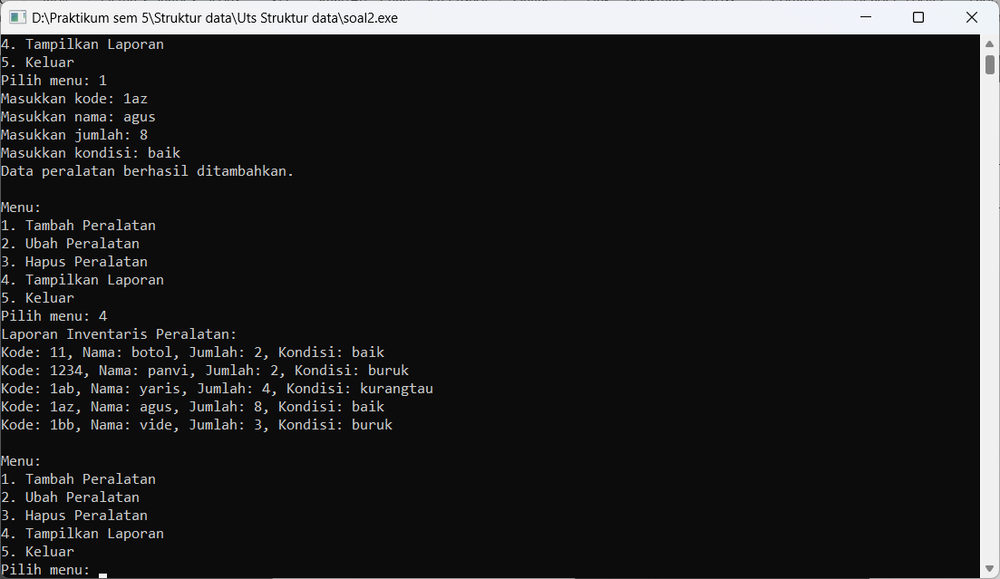 D:\Praktikum sem 5\Struktur data\Uts Struktur data\soal2.exe
4. Tampilkan Laporan
5. Keluar
Pilih menu: 1
Masukkan kode: 1az
Masukkan nama: agus
Masukkan jumlah: 8
Masukkan kondisi: baik
Data peralatan berhasil ditambahkan.

Menu:
1. Tambah Peralatan
2. Ubah Peralatan
3. Hapus Peralatan
4. Tampilkan Laporan
5. Keluar
Pilih menu: 4
Laporan Inventaris Peralatan:
Kode: 11, Nama: botol, Jumlah: 2, Kondisi: baik
Kode: 1234, Nama: panvi, Jumlah: 2, Kondisi: buruk
Kode: 1ab, Nama: yaris, Jumlah: 4, Kondisi: kurangtau
Kode: 1az, Nama: agus, Jumlah: 8, Kondisi: baik
Kode: 1bb, Nama: vide, Jumlah: 3, Kondisi: buruk

Menu:
1. Tambah Peralatan
2. Ubah Peralatan
3. Hapus Peralatan
4. Tampilkan Laporan
5. Keluar
Pilih menu: